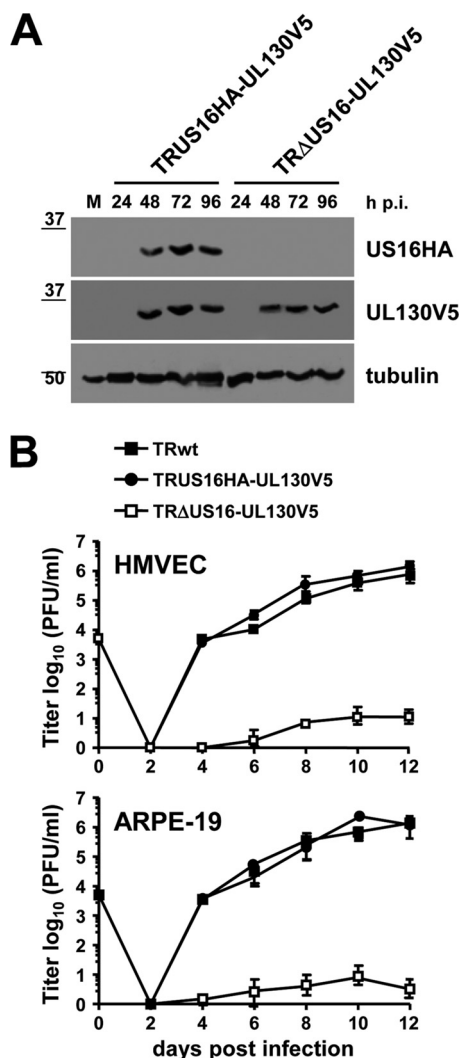 A
TRUS16HA-UL130V5
TRΔUS16-UL130V5
M 24 48 72 96 24 48 72 96 h p.i.
37
US16HA
37
UL130V5
50
tubulin
B
TRwt
TRUS16HA-UL130V5
TRΔUS16-UL130V5
HMVEC
Titer log10 (PFU/ml)
7
6
5
4
3
2
1
0
0 2 4 6 8 10 12
ARPE-19
Titer log10 (PFU/ml)
7
6
5
4
3
2
1
0
0 2 4 6 8 10 12
days post infection